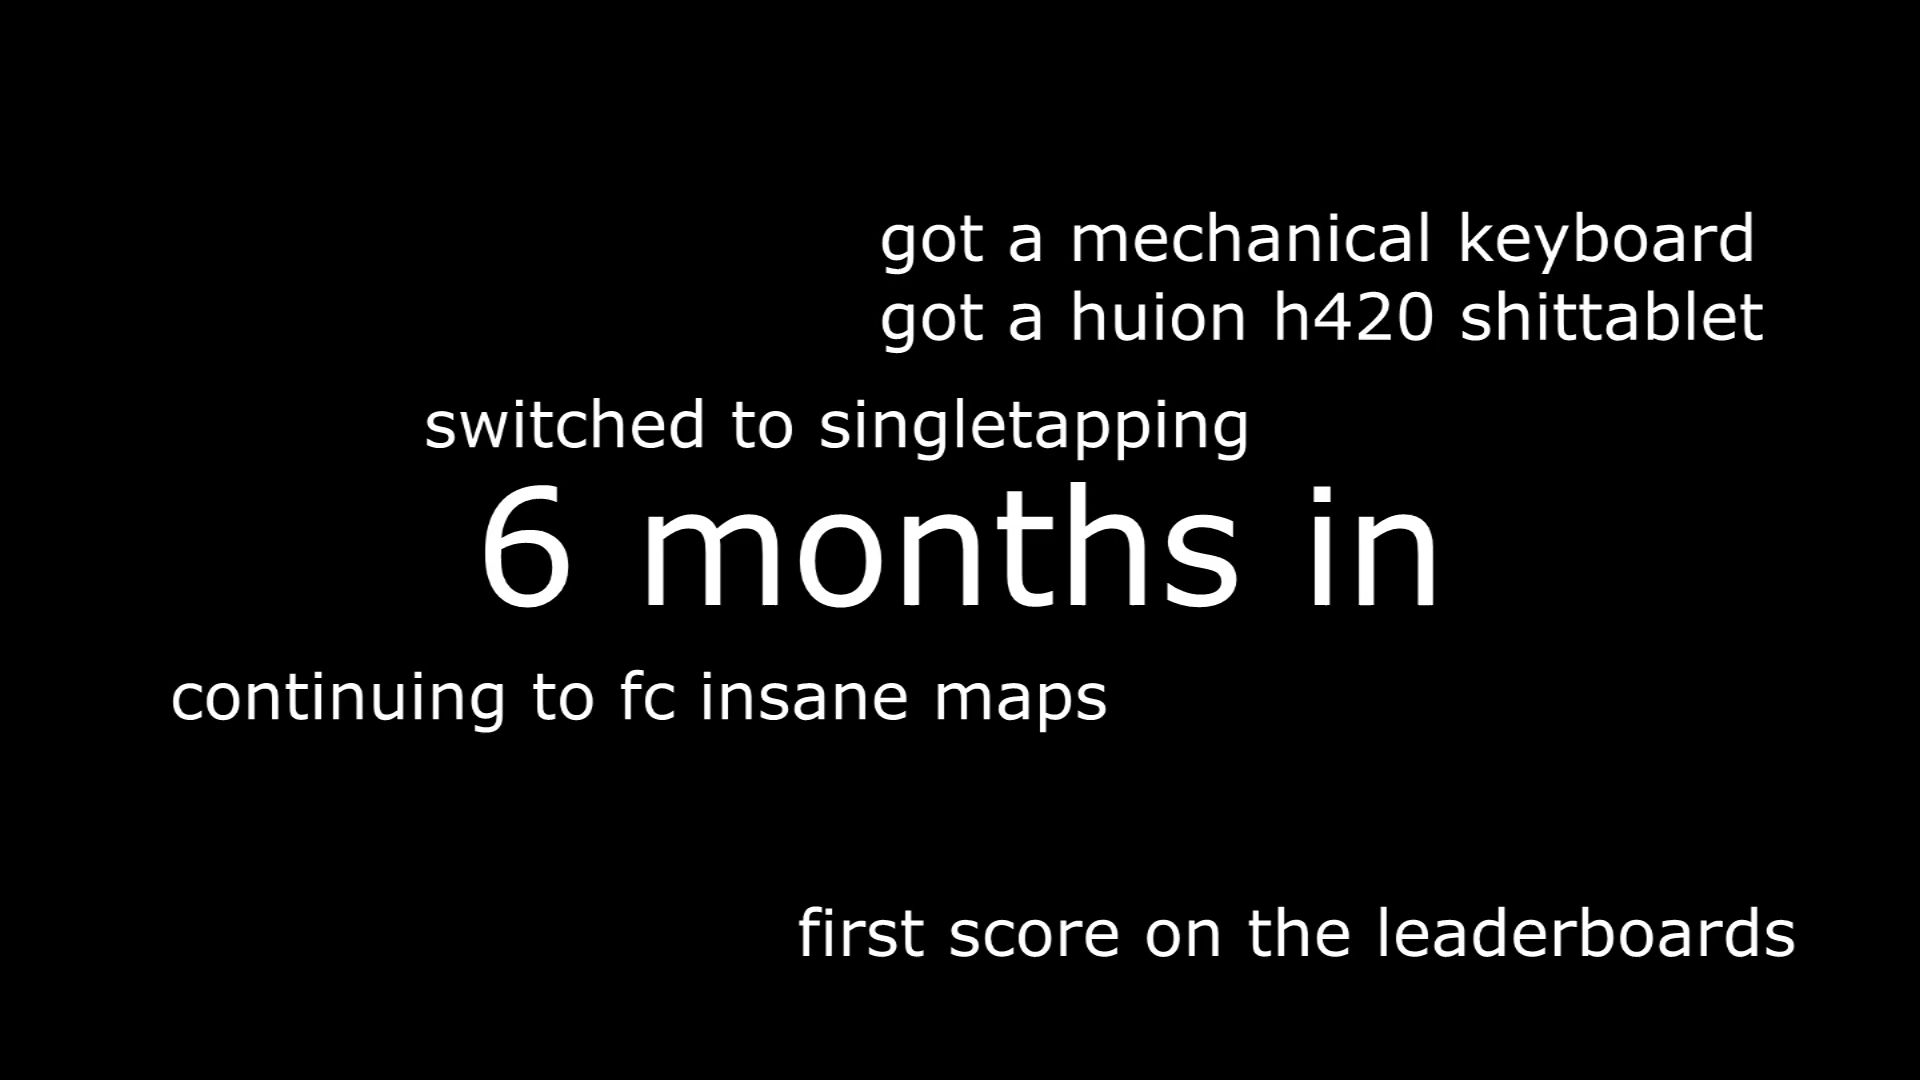 got a mechanical keyboard
got a huion h420 shittablet
switched to singletapping
6 months in
continuing to fc insane maps
first score on the leaderboards